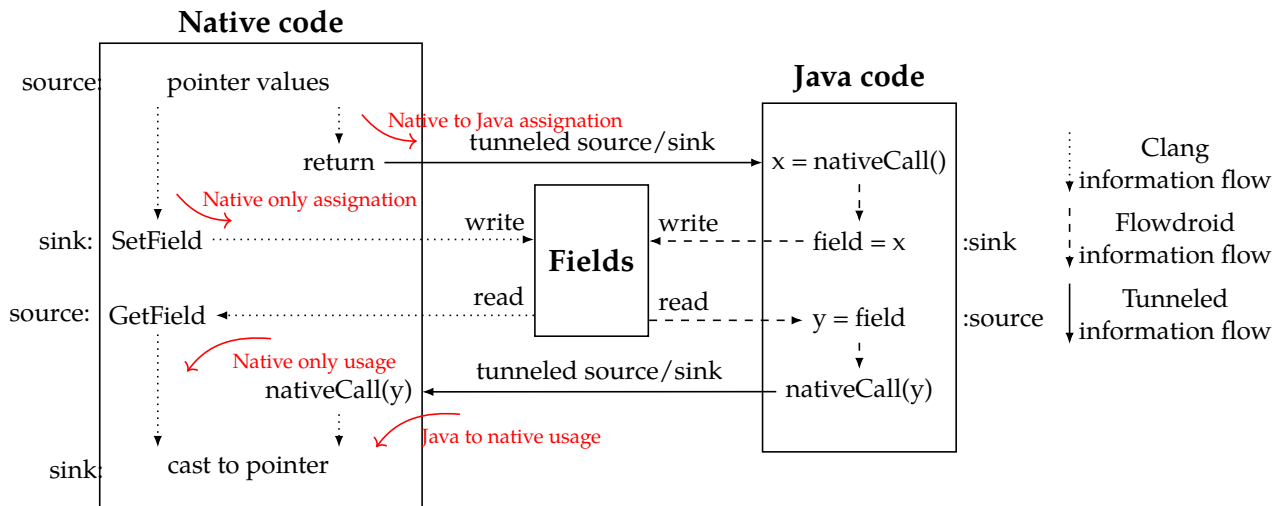 Native code
source:
pointer values
Java code
Native to Java assignation
return
tunneled source/sink
x = nativeCall()
Clang
information flow
Native only assignation
sink:
SetField
write
write
field = x
:sink
Flowdroid
information flow
Fields
source:
GetField
read
read
y = field
:source
Tunneled
information flow
Native only usage
nativeCall(y)
tunneled source/sink
nativeCall(y)
Java to native usage
sink:
cast to pointer